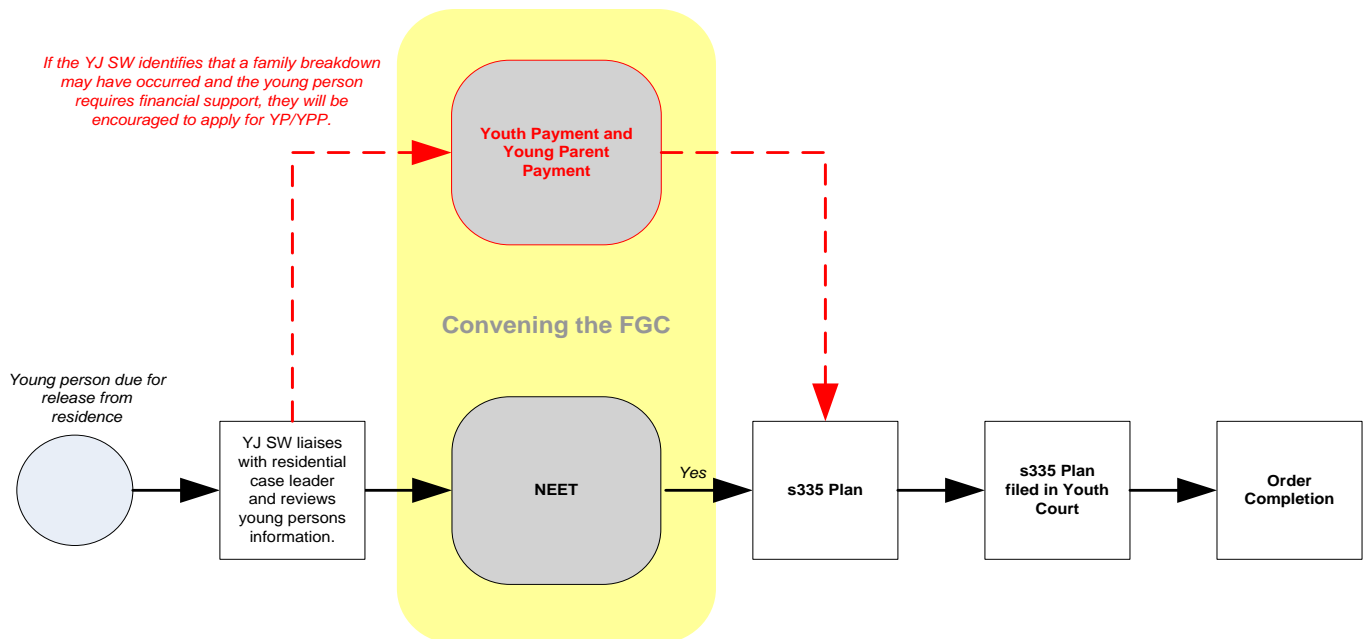 If the YJ SW identifies that a family breakdown
may have occurred and the young person
requires financial support, they will be
encouraged to apply for YP/YPP.
Youth Payment and
Young Parent
Payment
Convening the FGC
Young person due for
release from
residence
YJ SW liaises
with residential
case leader
and reviews
young persons
information.
NEET
Yes
s335 Plan
s335 Plan
filed in Youth
Court
Order
Completion